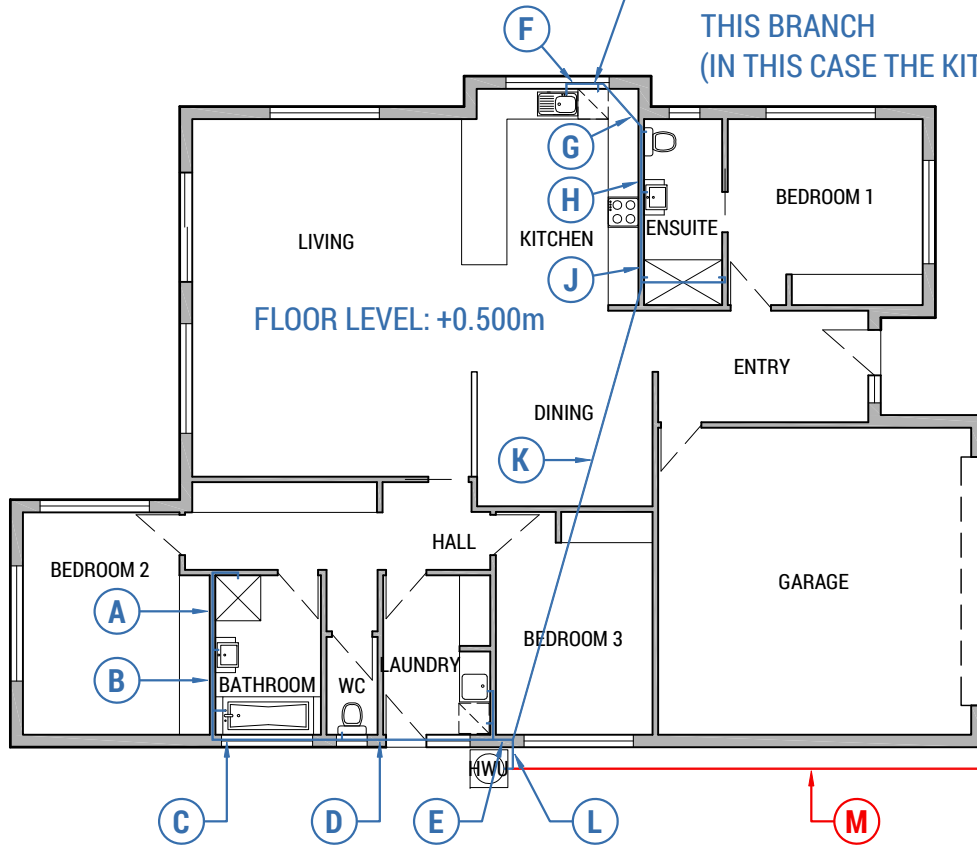 THIS BRANCH
(IN THIS CASE THE KIT
F
G
H
J
KITCHEN
ENSUITE
BEDROOM 1
LIVING
FLOOR LEVEL: +0.500m
ENTRY
DINING
K
HALL
BEDROOM 2
A
B
BATHROOM
WC
LAUNDRY
BEDROOM 3
GARAGE
HWU
C
D
E
L
M